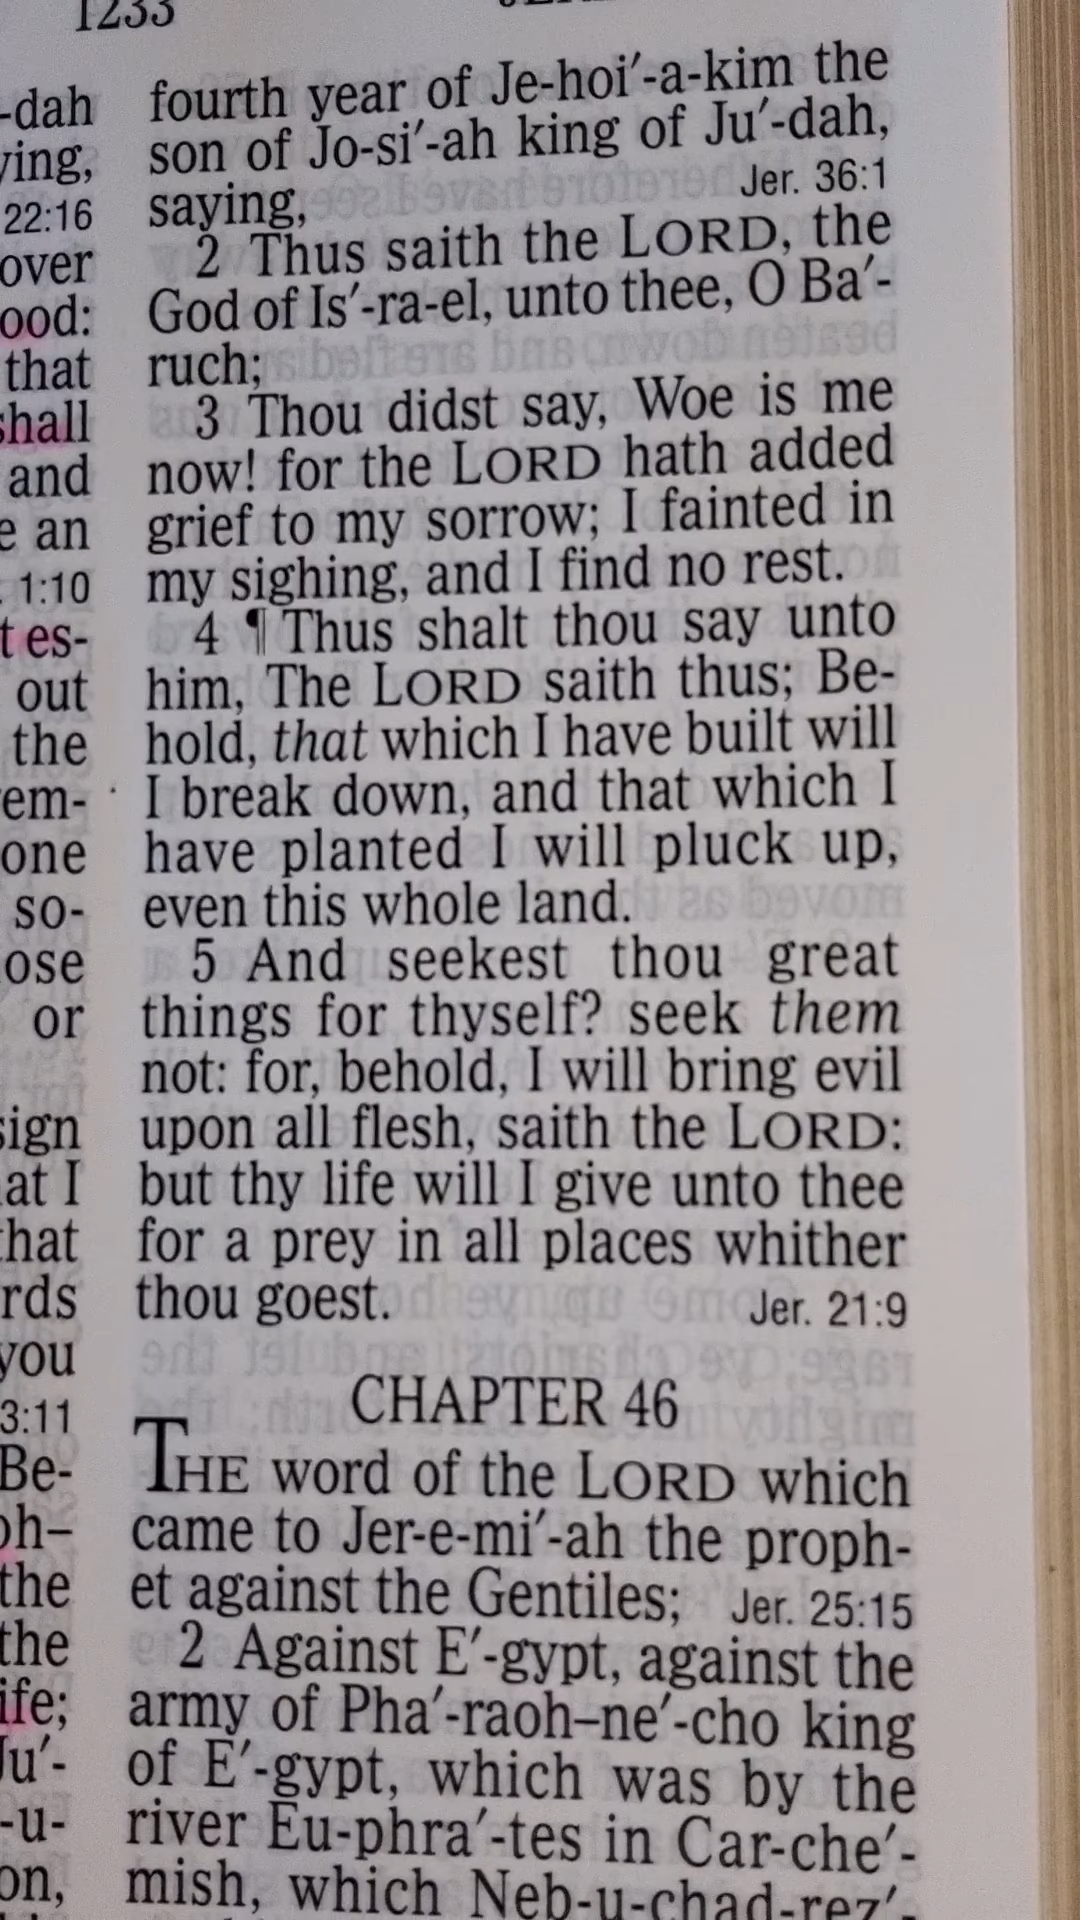 1233
-dah
ying,
22:16
over
ood:
that
shall
and
e an
1:10
t es-
out
the
em-
one
so-
ose
or
sign
at I
hat
rds
you
3:11
Be-
oh–
the
the
ife;
Ju′-
-u-
on,
fourth year of Je-hoi′-a-kim the
son of Jo-si′-ah king of Ju′-dah,
saying, Jer. 36:1
2 Thus saith the LORD, the
God of Is′-ra-el, unto thee, O Ba′-
ruch;
3 Thou didst say, Woe is me
now! for the LORD hath added
grief to my sorrow; I fainted in
my sighing, and I find no rest.
4 ¶ Thus shalt thou say unto
him, The LORD saith thus; Be-
hold, that which I have built will
I break down, and that which I
have planted I will pluck up,
even this whole land.
5 And seekest thou great
things for thyself? seek them
not: for, behold, I will bring evil
upon all flesh, saith the LORD:
but thy life will I give unto thee
for a prey in all places whither
thou goest. Jer. 21:9
CHAPTER 46
THE word of the LORD which
came to Jer-e-mi′-ah the proph-
et against the Gentiles; Jer. 25:15
2 Against E′-gypt, against the
army of Pha′-raoh–ne′-cho king
of E′-gypt, which was by the
river Eu-phra′-tes in Car-che′-
mish, which Neb-u-chad-rez′-